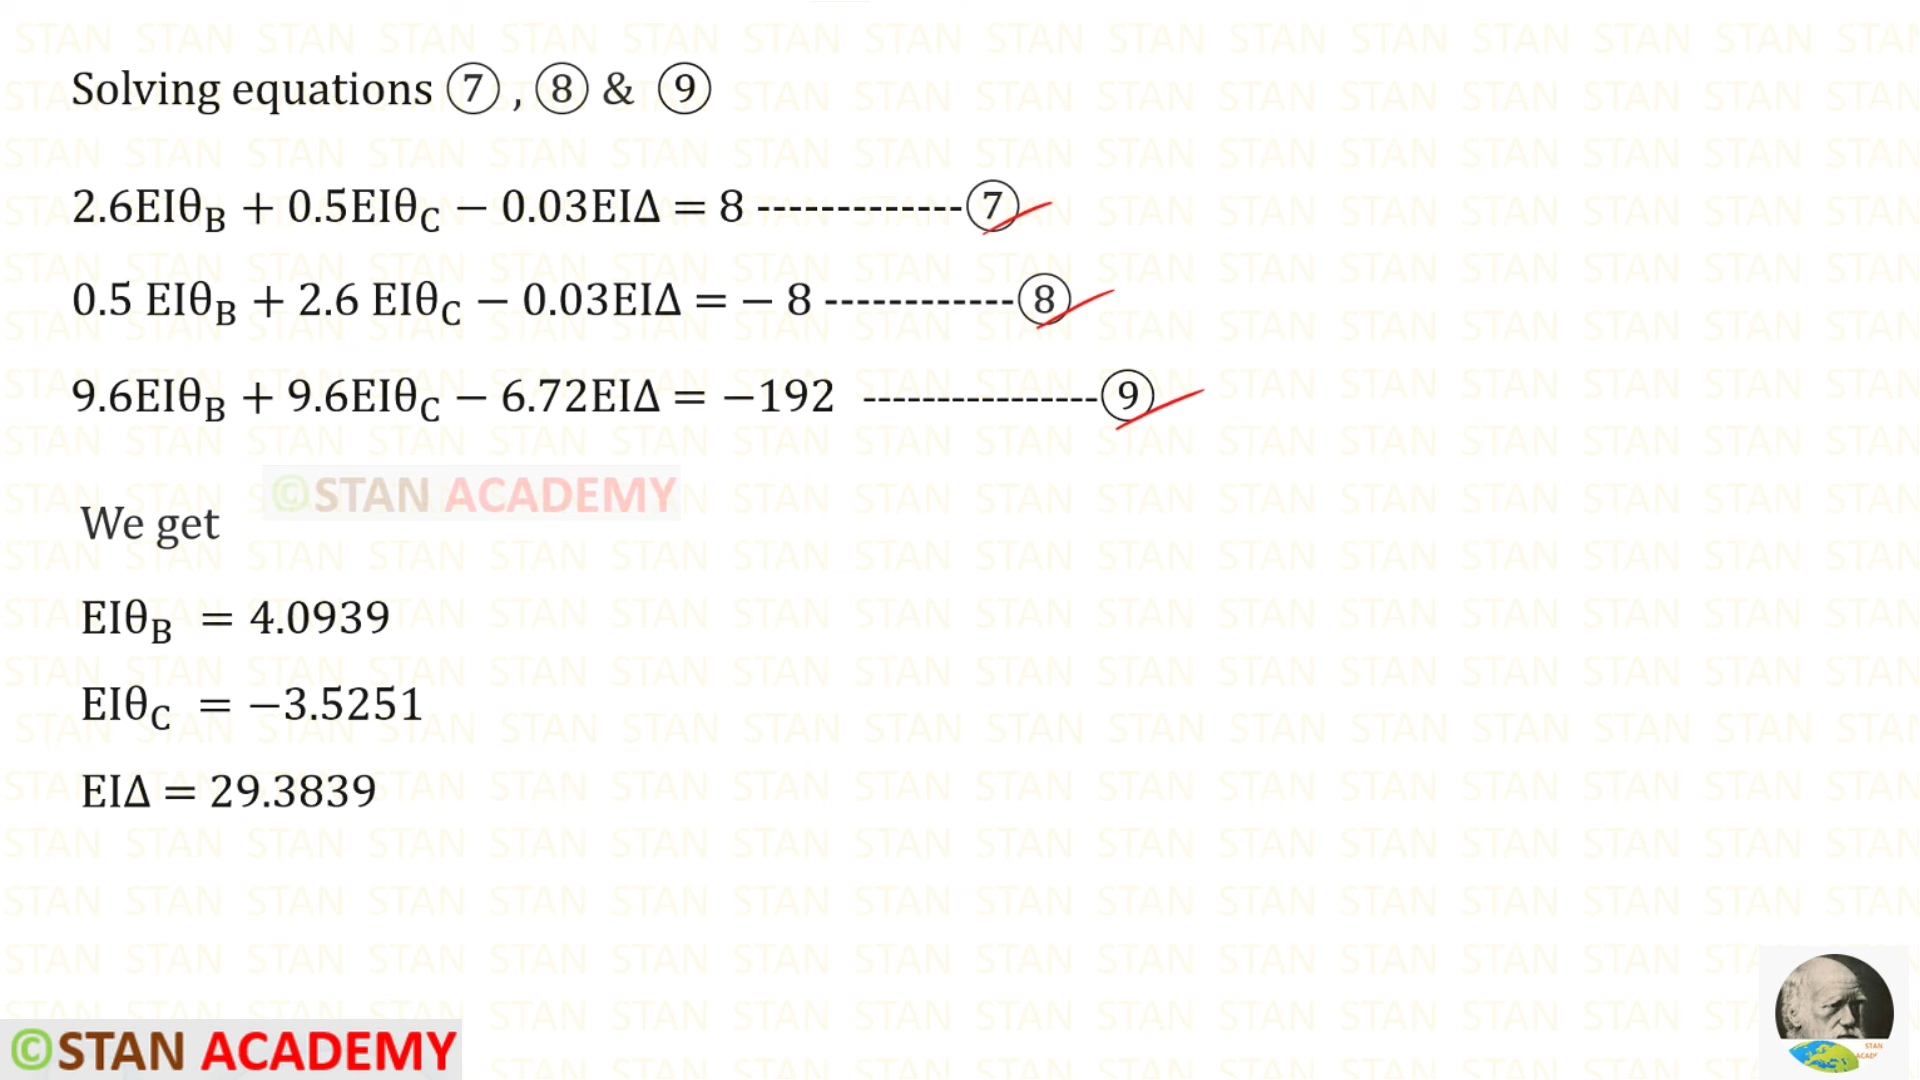 Solving equations ⑦ , ⑧ & ⑨
2.6EIθB + 0.5EIθC − 0.03EIΔ = 8 -------------⑦
0.5 EIθB + 2.6 EIθC − 0.03EIΔ = − 8 ------------⑧
9.6EIθB + 9.6EIθC − 6.72EIΔ = −192 ----------------⑨
©STAN ACADEMY
We get
EIθB = 4.0939
EIθC = −3.5251
EIΔ = 29.3839
©STAN ACADEMY
STAN